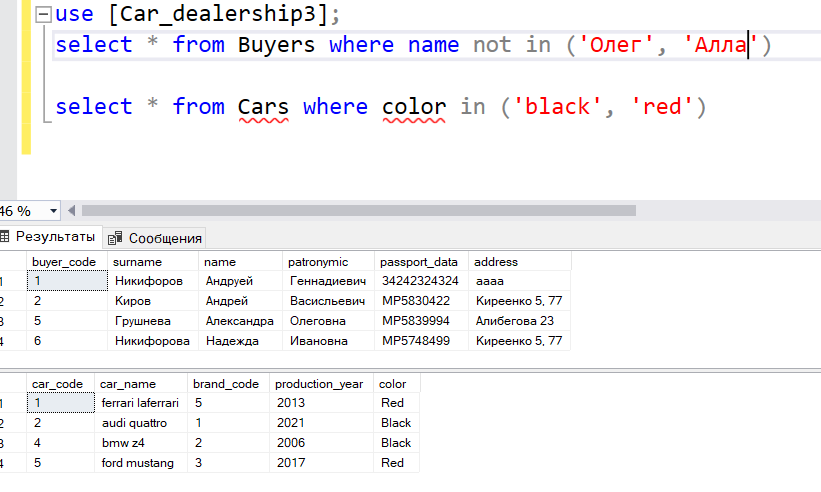 use [Car_dealership3];
select * from Buyers where name not in ('Олег', 'Алла')
select * from Cars where color in ('black', 'red')
46 %
Результаты Сообщения
buyer_code surname name patronymic passport_data address
1 1 Никифоров Андруей Геннадиевич 34242324324 aaaa
2 2 Киров Андрей Васисльевич MP5830422 Киреенко 5, 77
3 5 Грушнева Александра Олеговна MP5839994 Алибегова 23
4 6 Никифорова Надежда Ивановна MP5748499 Киреенко 5, 77
car_code car_name brand_code production_year color
1 1 ferrari laferrari 5 2013 Red
2 2 audi quattro 1 2021 Black
3 4 bmw z4 2 2006 Black
4 5 ford mustang 3 2017 Red